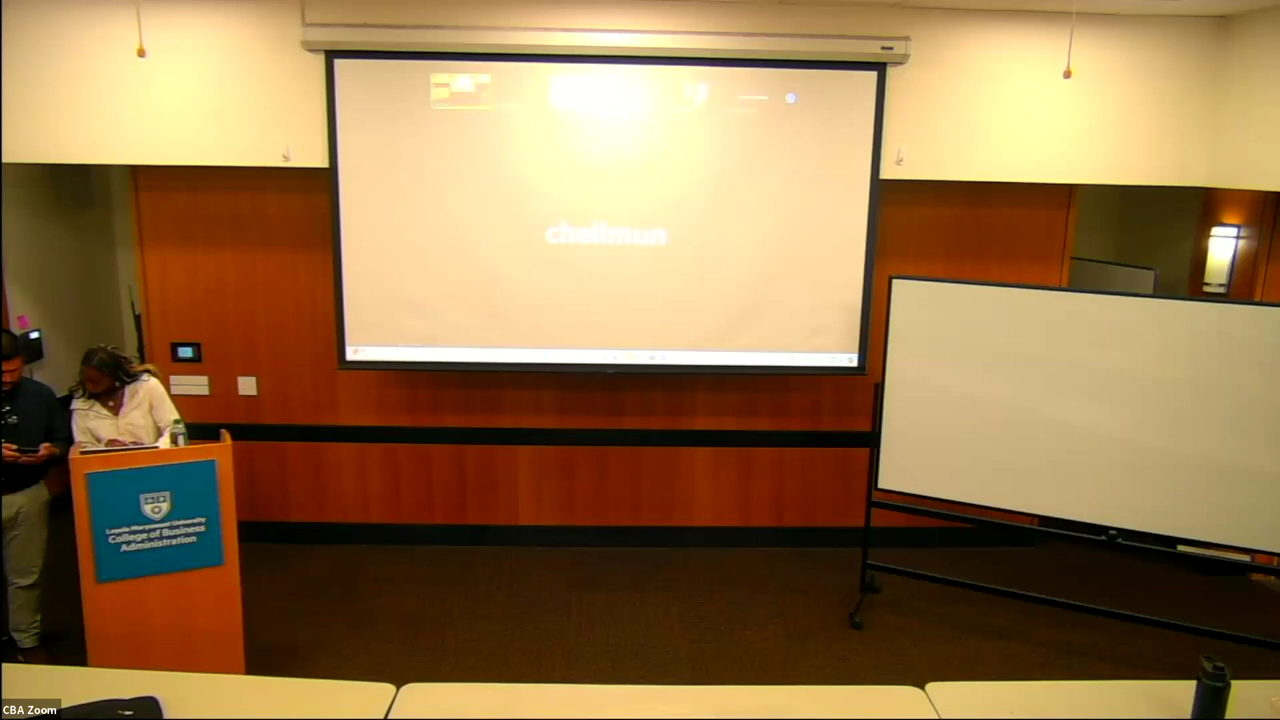 chellmun
Loyola Marymount University
College of Business
Administration
CBA Zoom